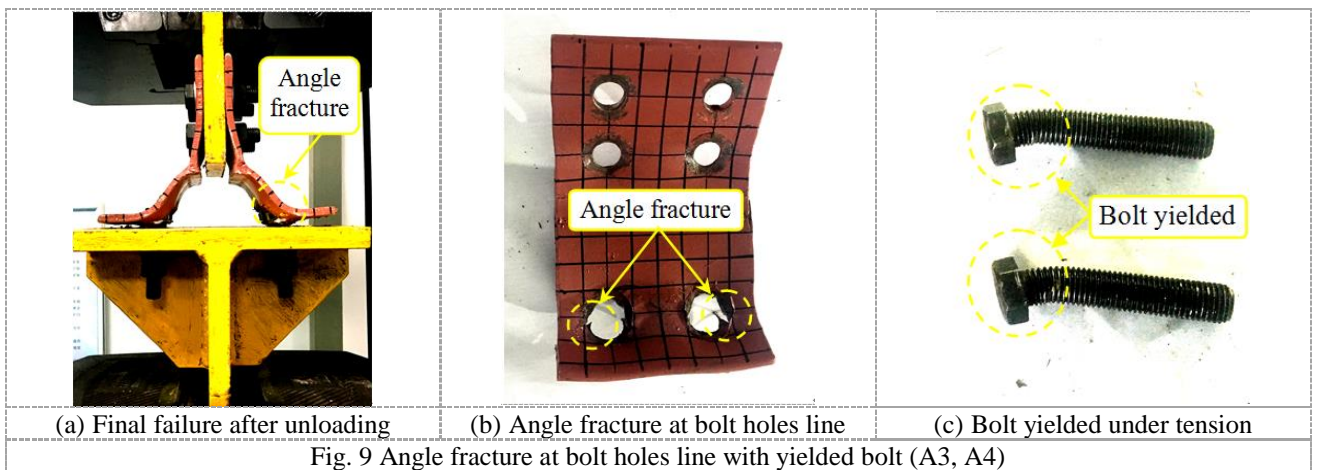 Angle
fracture
Angle fracture
Bolt yielded
(a) Final failure after unloading
(b) Angle fracture at bolt holes line
(c) Bolt yielded under tension
Fig. 9 Angle fracture at bolt holes line with yielded bolt (A3, A4)